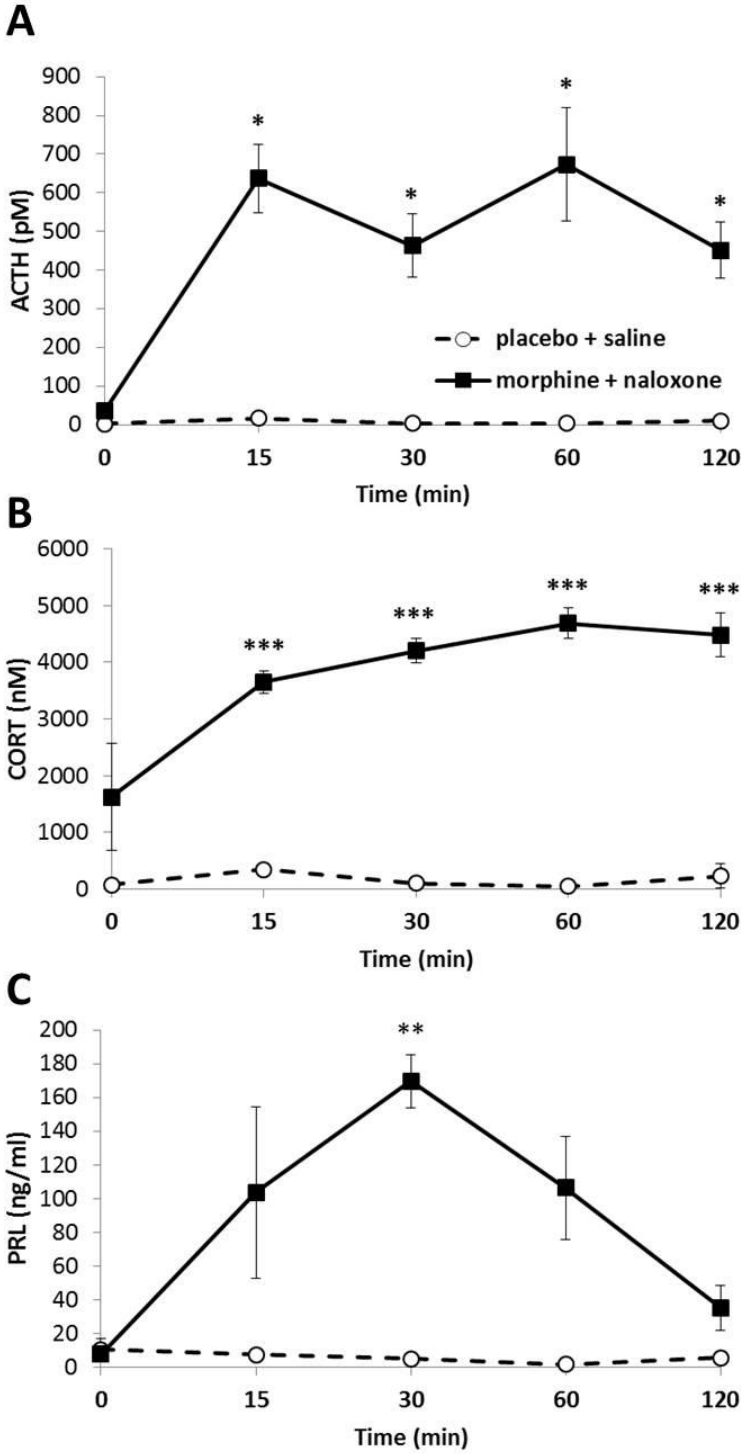 A
900
800
700
600
500
400
300
200
100
0
ACTH (pM)
*
*
*
*
placebo + saline
morphine + naloxone
0 15 30 60 120
Time (min)
B
6000
5000
4000
3000
2000
1000
0
CORT (nM)
***
***
***
***
0 15 30 60 120
Time (min)
C
200
180
160
140
120
100
80
60
40
20
0
PRL (ng/ml)
**
0 15 30 60 120
Time (min)